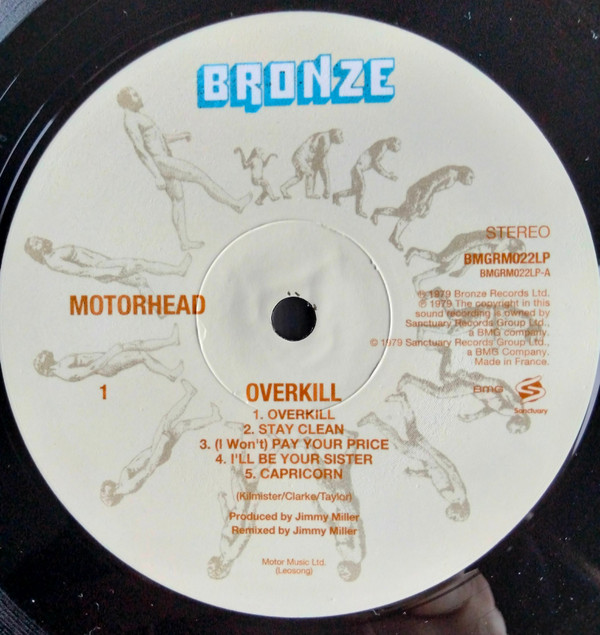 BRONZE
STEREO
BMGRM022LP
BMGRM022LP-A
MOTORHEAD
℗ 1979 Bronze Records Ltd.
℗ 1979 The copyright in this
sound recording is owned by
Sanctuary Records Group Ltd.,
a BMG company.
© 1979 Sanctuary Records Group Ltd.,
a BMG company.
Made in France.
BMG
Sanctuary
1
OVERKILL
1. OVERKILL
2. STAY CLEAN
3. (I Won't) PAY YOUR PRICE
4. I'LL BE YOUR SISTER
5. CAPRICORN
(Kilmister/Clarke/Taylor)
Produced by Jimmy Miller
Remixed by Jimmy Miller
Motor Music Ltd.
(Leosong)